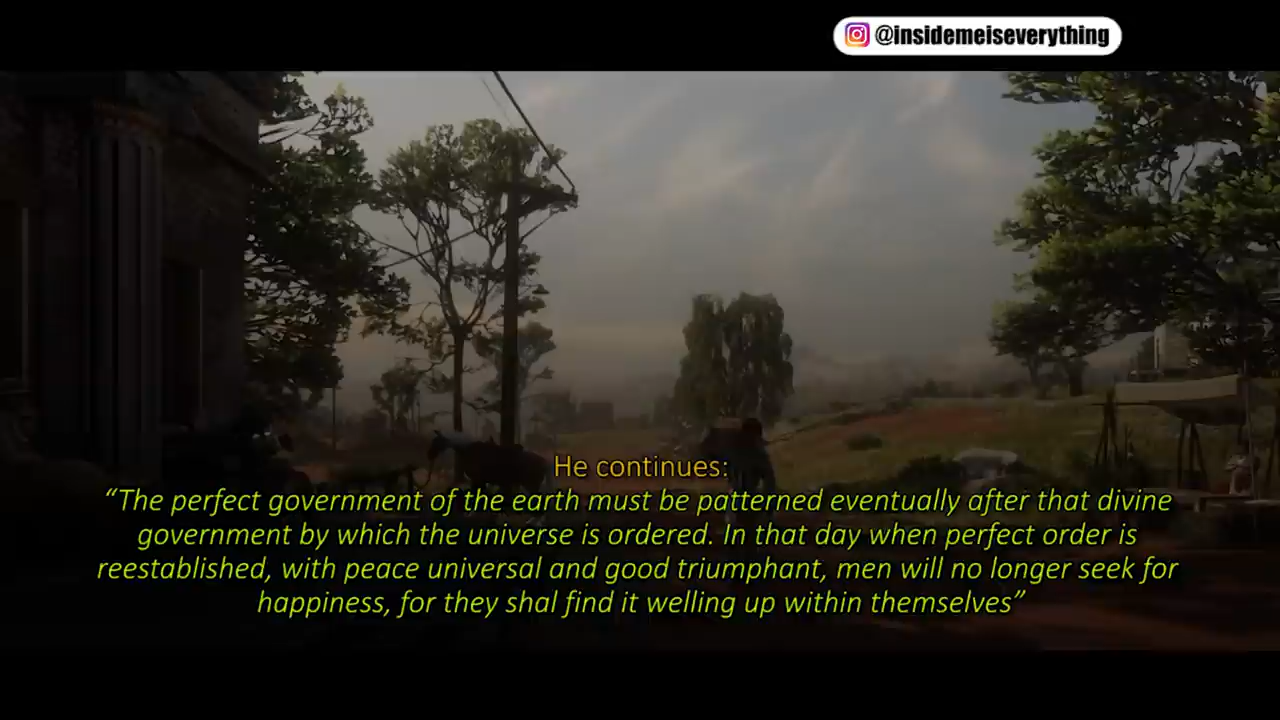 @insidemeiseverything
He continues:
“The perfect government of the earth must be patterned eventually after that divine
government by which the universe is ordered. In that day when perfect order is
reestablished, with peace universal and good triumphant, men will no longer seek for
happiness, for they shal find it welling up within themselves”